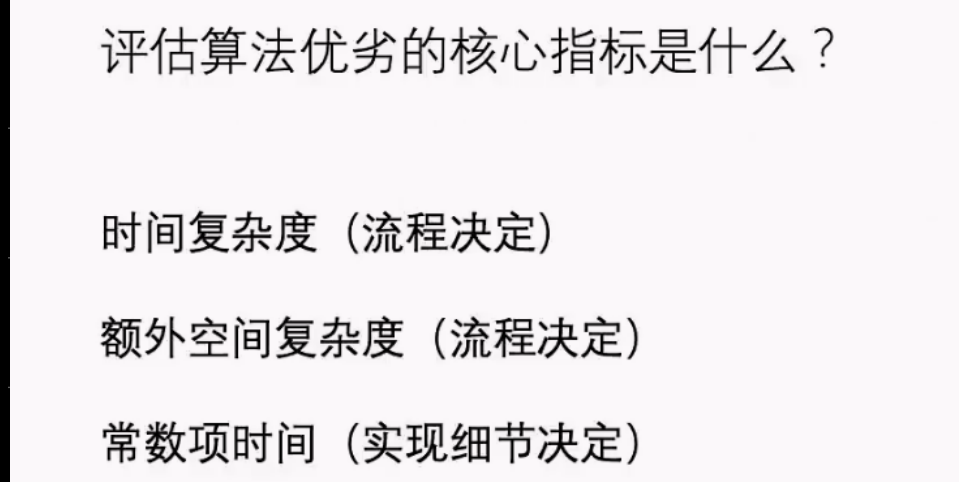 评估算法优劣的核心指标是什么？
时间复杂度（流程决定）
额外空间复杂度（流程决定）
常数项时间（实现细节决定）